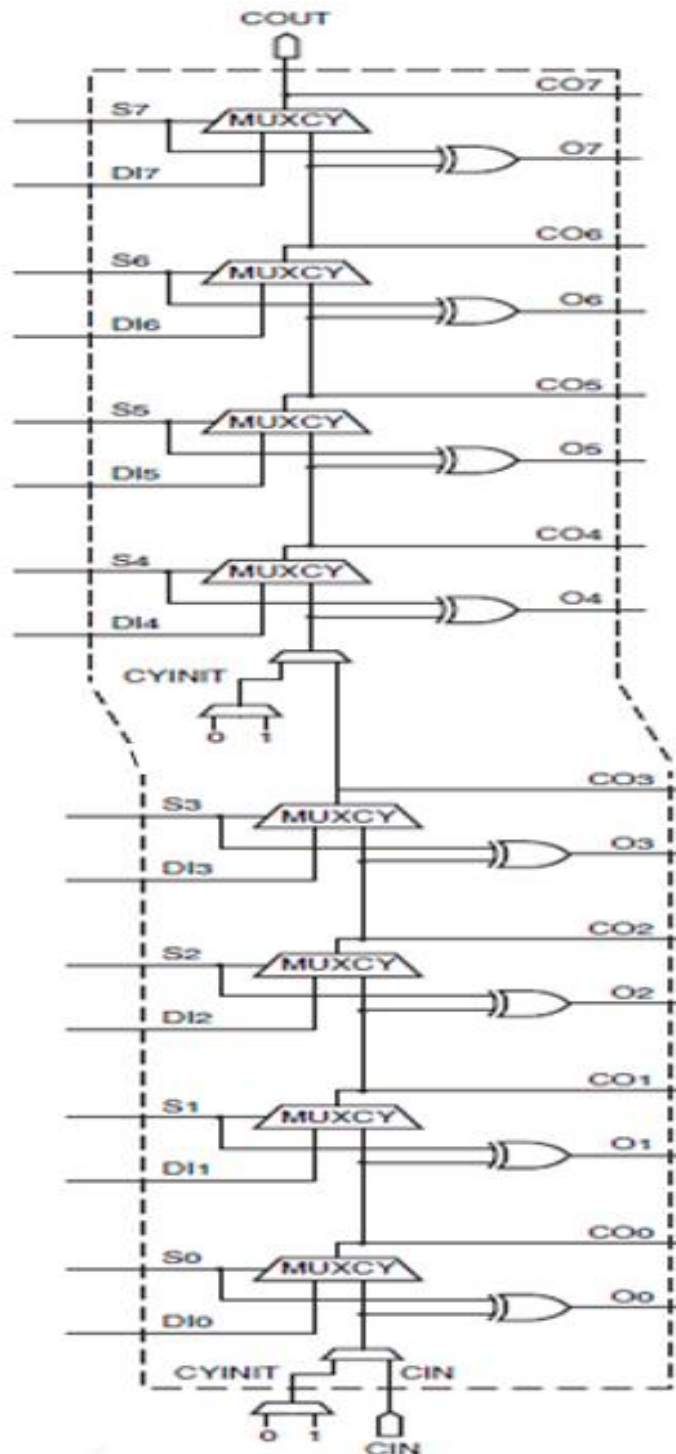 COUT
CO7
S7
MUXCY
O7
DI7
CO6
S6
MUXCY
O6
DI6
CO5
S5
MUXCY
O5
DI5
CO4
S4
MUXCY
O4
DI4
CYINIT
0 1
CO3
S3
MUXCY
O3
DI3
CO2
S2
MUXCY
O2
DI2
CO1
S1
MUXCY
O1
DI1
CO0
S0
MUXCY
O0
DI0
CYINIT CIN
0 1
CIN